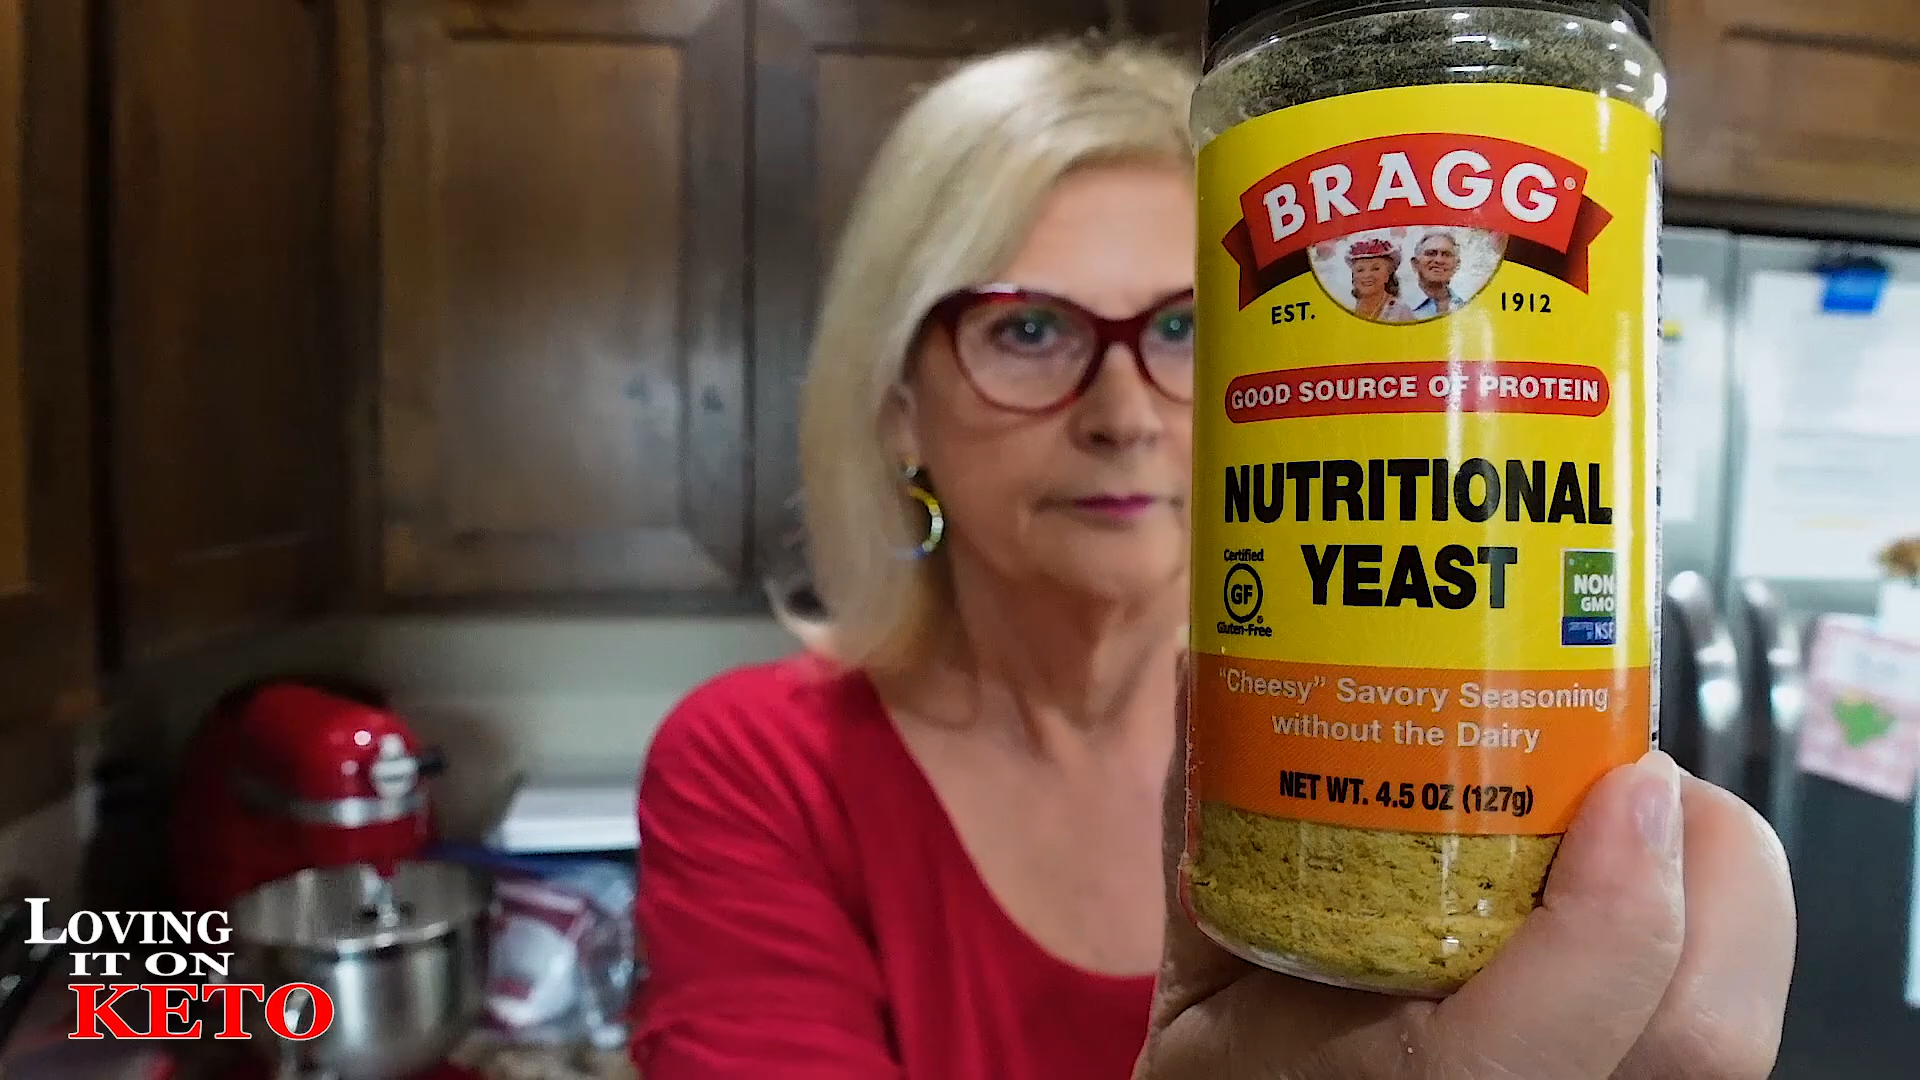 BRAGG®
EST. 1912
GOOD SOURCE OF PROTEIN
NUTRITIONAL
YEAST
Certified
GF
Gluten-Free
NON
GMO
NSF
"Cheesy" Savory Seasoning
without the Dairy
NET WT. 4.5 OZ (127g)
LOVING
IT ON
KETO